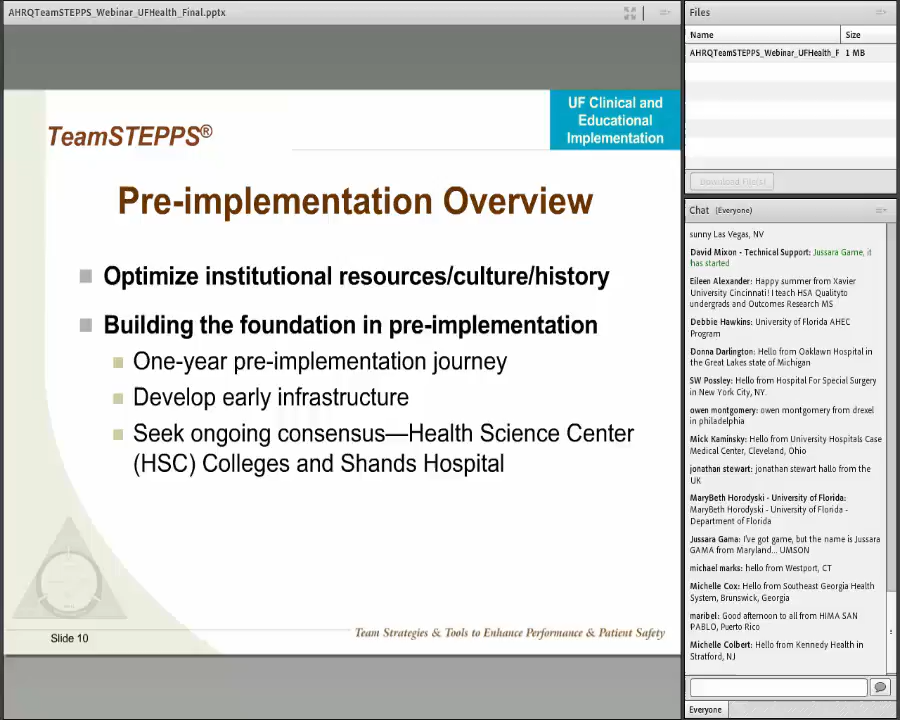 AHRQTeamSTEPPS_Webinar_UFHealth_Final.pptx
TeamSTEPPS®
UF Clinical and
Educational
Implementation
Pre-implementation Overview
Optimize institutional resources/culture/history
Building the foundation in pre-implementation
One-year pre-implementation journey
Develop early infrastructure
Seek ongoing consensus—Health Science Center
(HSC) Colleges and Shands Hospital
Slide 10
Team Strategies & Tools to Enhance Performance & Patient Safety
Files
Name Size
AHRQTeamSTEPPS_Webinar_UFHealth_F 1 MB
Download File(s)
Chat (Everyone)
sunny Las Vegas, NV
David Mixon - Technical Support: Jussara Game, it
has started
Eileen Alexander: Happy summer from Xavier
University Cincinnati! I teach HSA Qualityto
undergrads and Outcomes Research MS
Debbie Hawkins: University of Florida AHEC
Program
Donna Darlington: Hello from Oaklawn Hospital in
the Great Lakes state of Michigan
SW Possley: Hello from Hospital For Special Surgery
in New York City, NY.
owen montgomery: owen montgomery from drexel
in philadelphia
Mick Kaminsky: Hello from University Hospitals Case
Medical Center, Cleveland, Ohio
jonathan stewart: jonathan stewart hallo from the
UK
MaryBeth Horodyski - University of Florida:
MaryBeth Horodyski - University of Florida -
Department of Florida
Jussara Gama: I've got game, but the name is Jussara
GAMA from Maryland... UMSON
michael marks: hello from Westport, CT
Michelle Cox: Hello from Southeast Georgia Health
System, Brunswick, Georgia
maribel: Good afternoon to all from HIMA SAN
PABLO, Puerto Rico
Michelle Colbert: Hello from Kennedy Health in
Stratford, NJ
Everyone